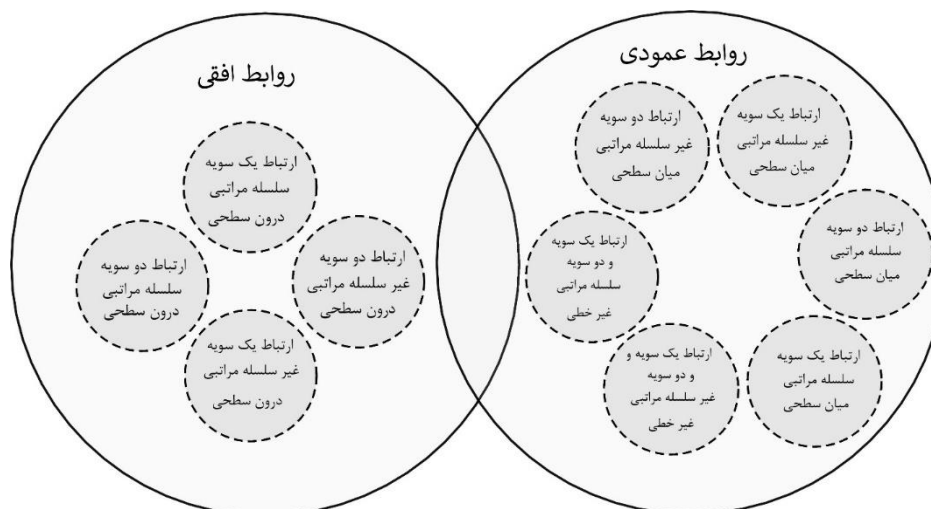 روابط عمودی
ارتباط یک سویه
غیر سلسله مراتبی
میان سطحی
ارتباط دو سویه
غیر سلسله مراتبی
میان سطحی
ارتباط دو سویه
سلسله مراتبی
میان سطحی
ارتباط یک سویه
و دو سویه
سلسله مراتبی
غیر خطی
ارتباط یک سویه
سلسله مراتبی
میان سطحی
ارتباط یک سویه و
و دو سویه
غیر سلسله مراتبی
غیر خطی
روابط افقی
ارتباط یک سویه
سلسله مراتبی
درون سطحی
ارتباط دو سویه
غیر سلسله مراتبی
درون سطحی
ارتباط دو سویه
سلسله مراتبی
درون سطحی
ارتباط یک سویه
غیر سلسله مراتبی
درون سطحی